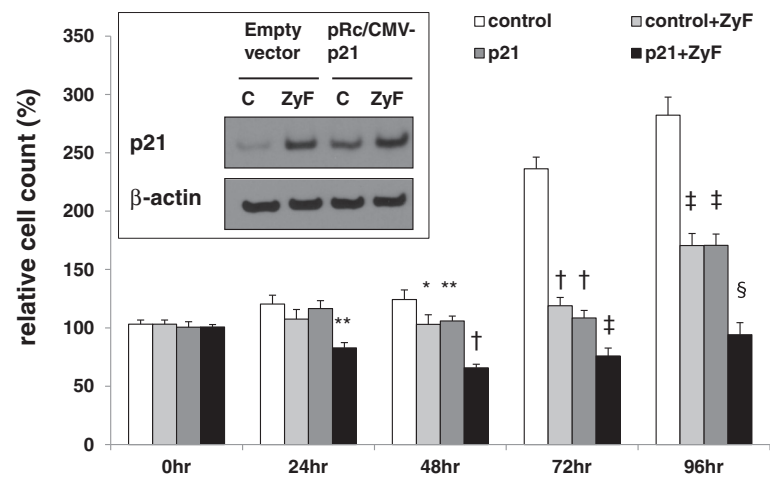 control
control+ZyF
p21
p21+ZyF
Empty vector
pRc/CMV-p21
C ZyF C ZyF
p21
β-actin
relative cell count (%)
350
300
250
200
150
100
50
0
**
* **
†
† †
‡
‡ ‡
§
0hr 24hr 48hr 72hr 96hr